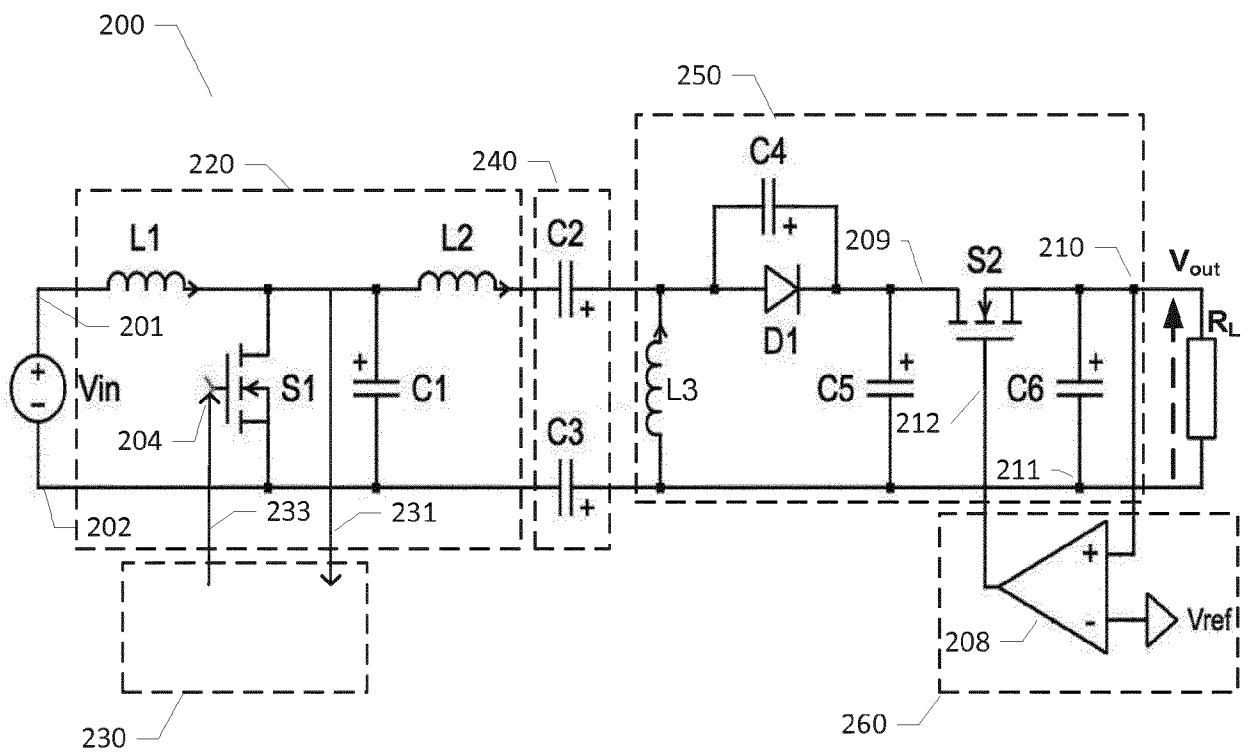 200
250
220
240
C4
+
L1
L2
C2
209
S2
210
Vout
201
+
D1
RL
+
-
Vin
204
S1
+
C1
L3
C5
+
212
C6
+
C3
211
202
233
231
+
+
-
208
Vref
230
260